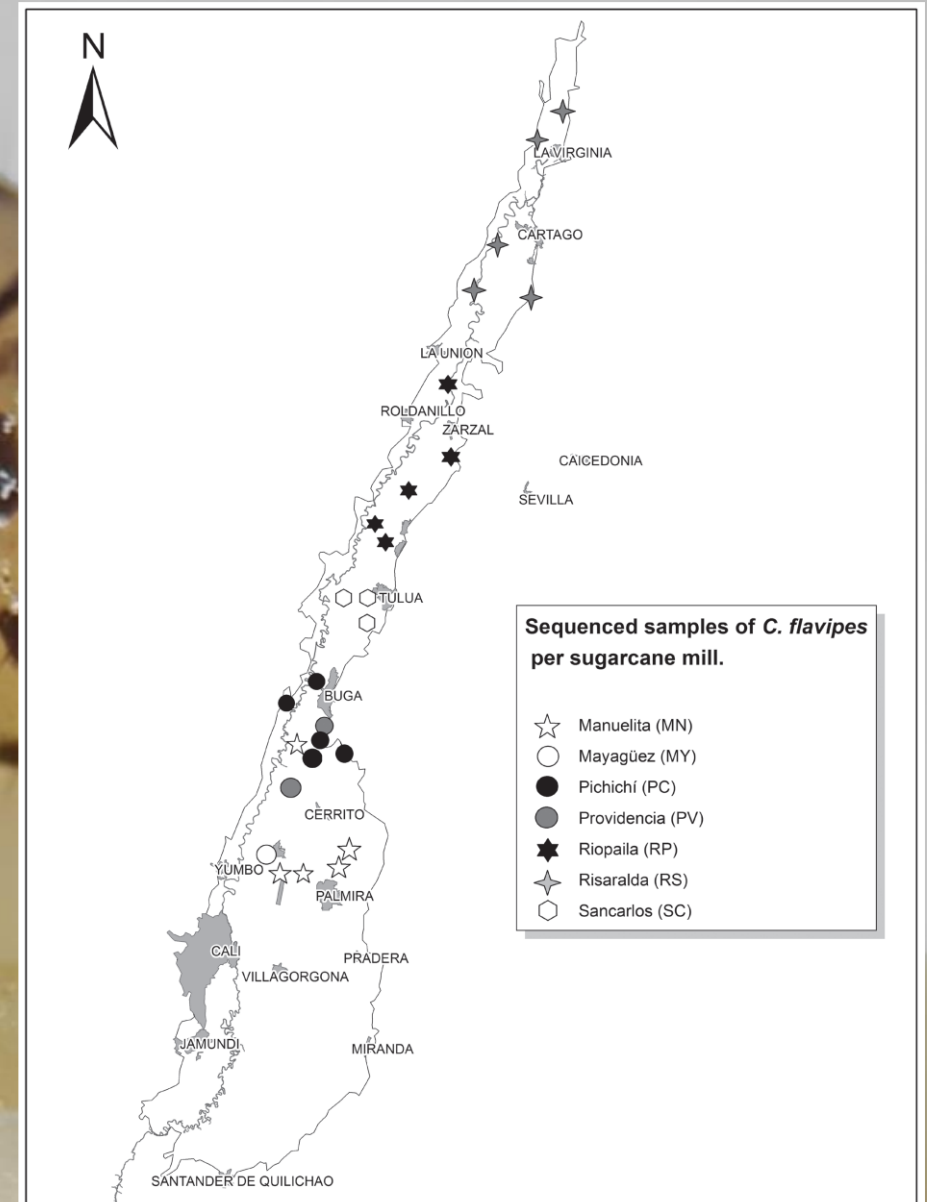 N
LA VIRGINIA
CARTAGO
LA UNION
ROLDANILLO
ZARZAL
CAICEDONIA
SEVILLA
TULUA
Sequenced samples of C. flavipes
per sugarcane mill.
BUGA
Manuelita (MN)
Mayagüez (MY)
Pichichí (PC)
Providencia (PV)
Riopaila (RP)
Risaralda (RS)
Sancarlos (SC)
CERRITO
YUMBO
PALMIRA
CALI
PRADERA
VILLAGORGONA
JAMUNDI
MIRANDA
SANTANDER DE QUILICHAO